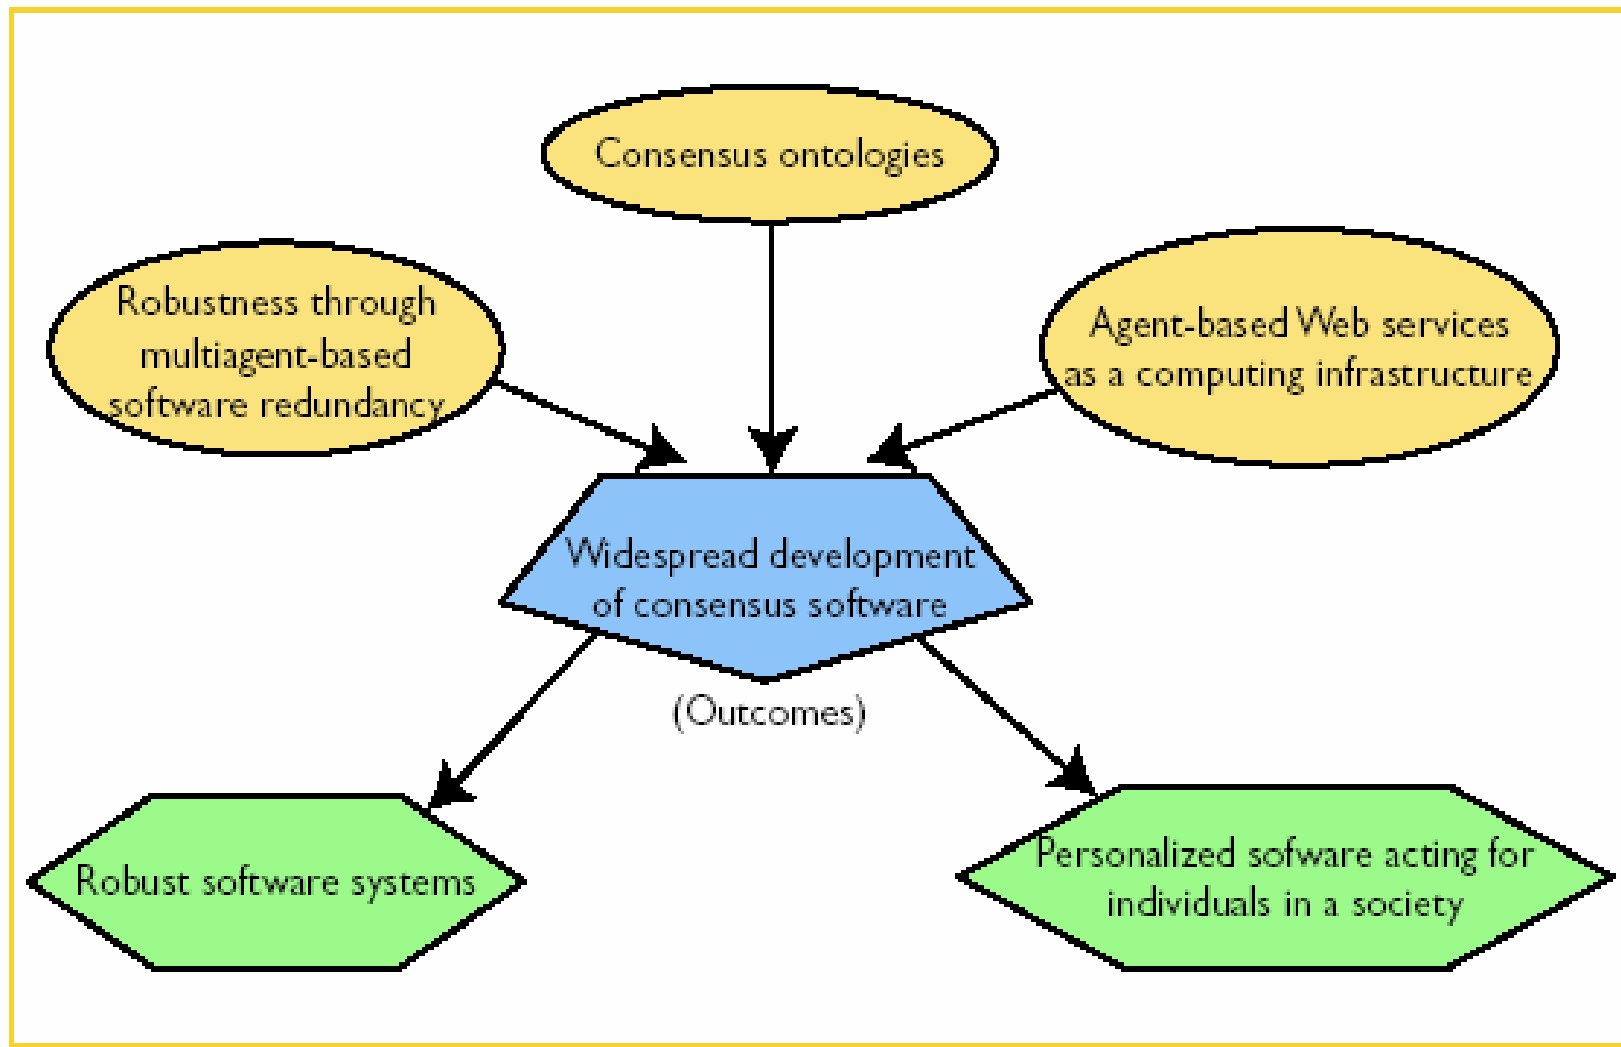 Consensus ontologies
Robustness through
multiagent-based
software redundancy
Agent-based Web services
as a computing infrastructure
Widespread development
of consensus software
(Outcomes)
Robust software systems
Personalized sofware acting for
individuals in a society